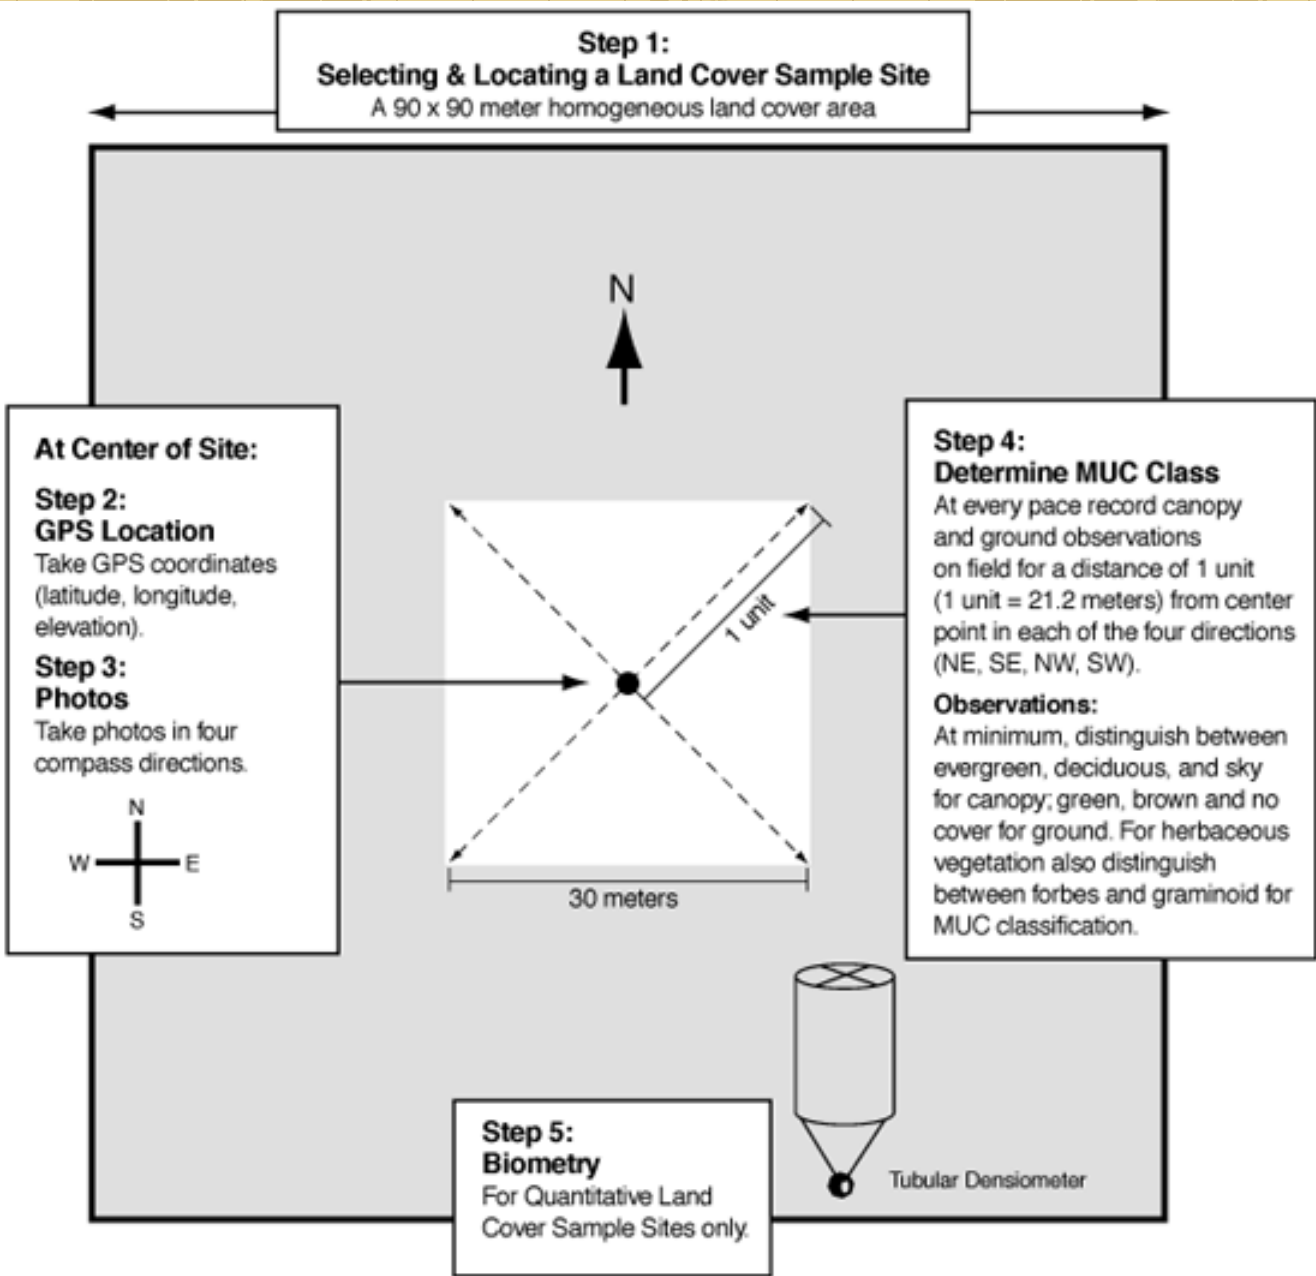 Step 1:
Selecting & Locating a Land Cover Sample Site
A 90 x 90 meter homogeneous land cover area
N
At Center of Site:
Step 2:
GPS Location
Take GPS coordinates
(latitude, longitude,
elevation).
Step 3:
Photos
Take photos in four
compass directions.
N
W E
S
1 unit
30 meters
Step 4:
Determine MUC Class
At every pace record canopy
and ground observations
on field for a distance of 1 unit
(1 unit = 21.2 meters) from center
point in each of the four directions
(NE, SE, NW, SW).
Observations:
At minimum, distinguish between
evergreen, deciduous, and sky
for canopy; green, brown and no
cover for ground. For herbaceous
vegetation also distinguish
between forbes and graminoid for
MUC classification.
Step 5:
Biometry
For Quantitative Land
Cover Sample Sites only.
Tubular Densiometer